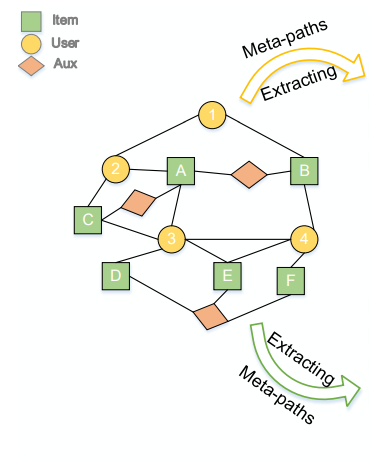 Item
User
Aux
Meta-paths
Extracting
1
2
A
B
C
3
4
D
E
F
Extracting
Meta-paths